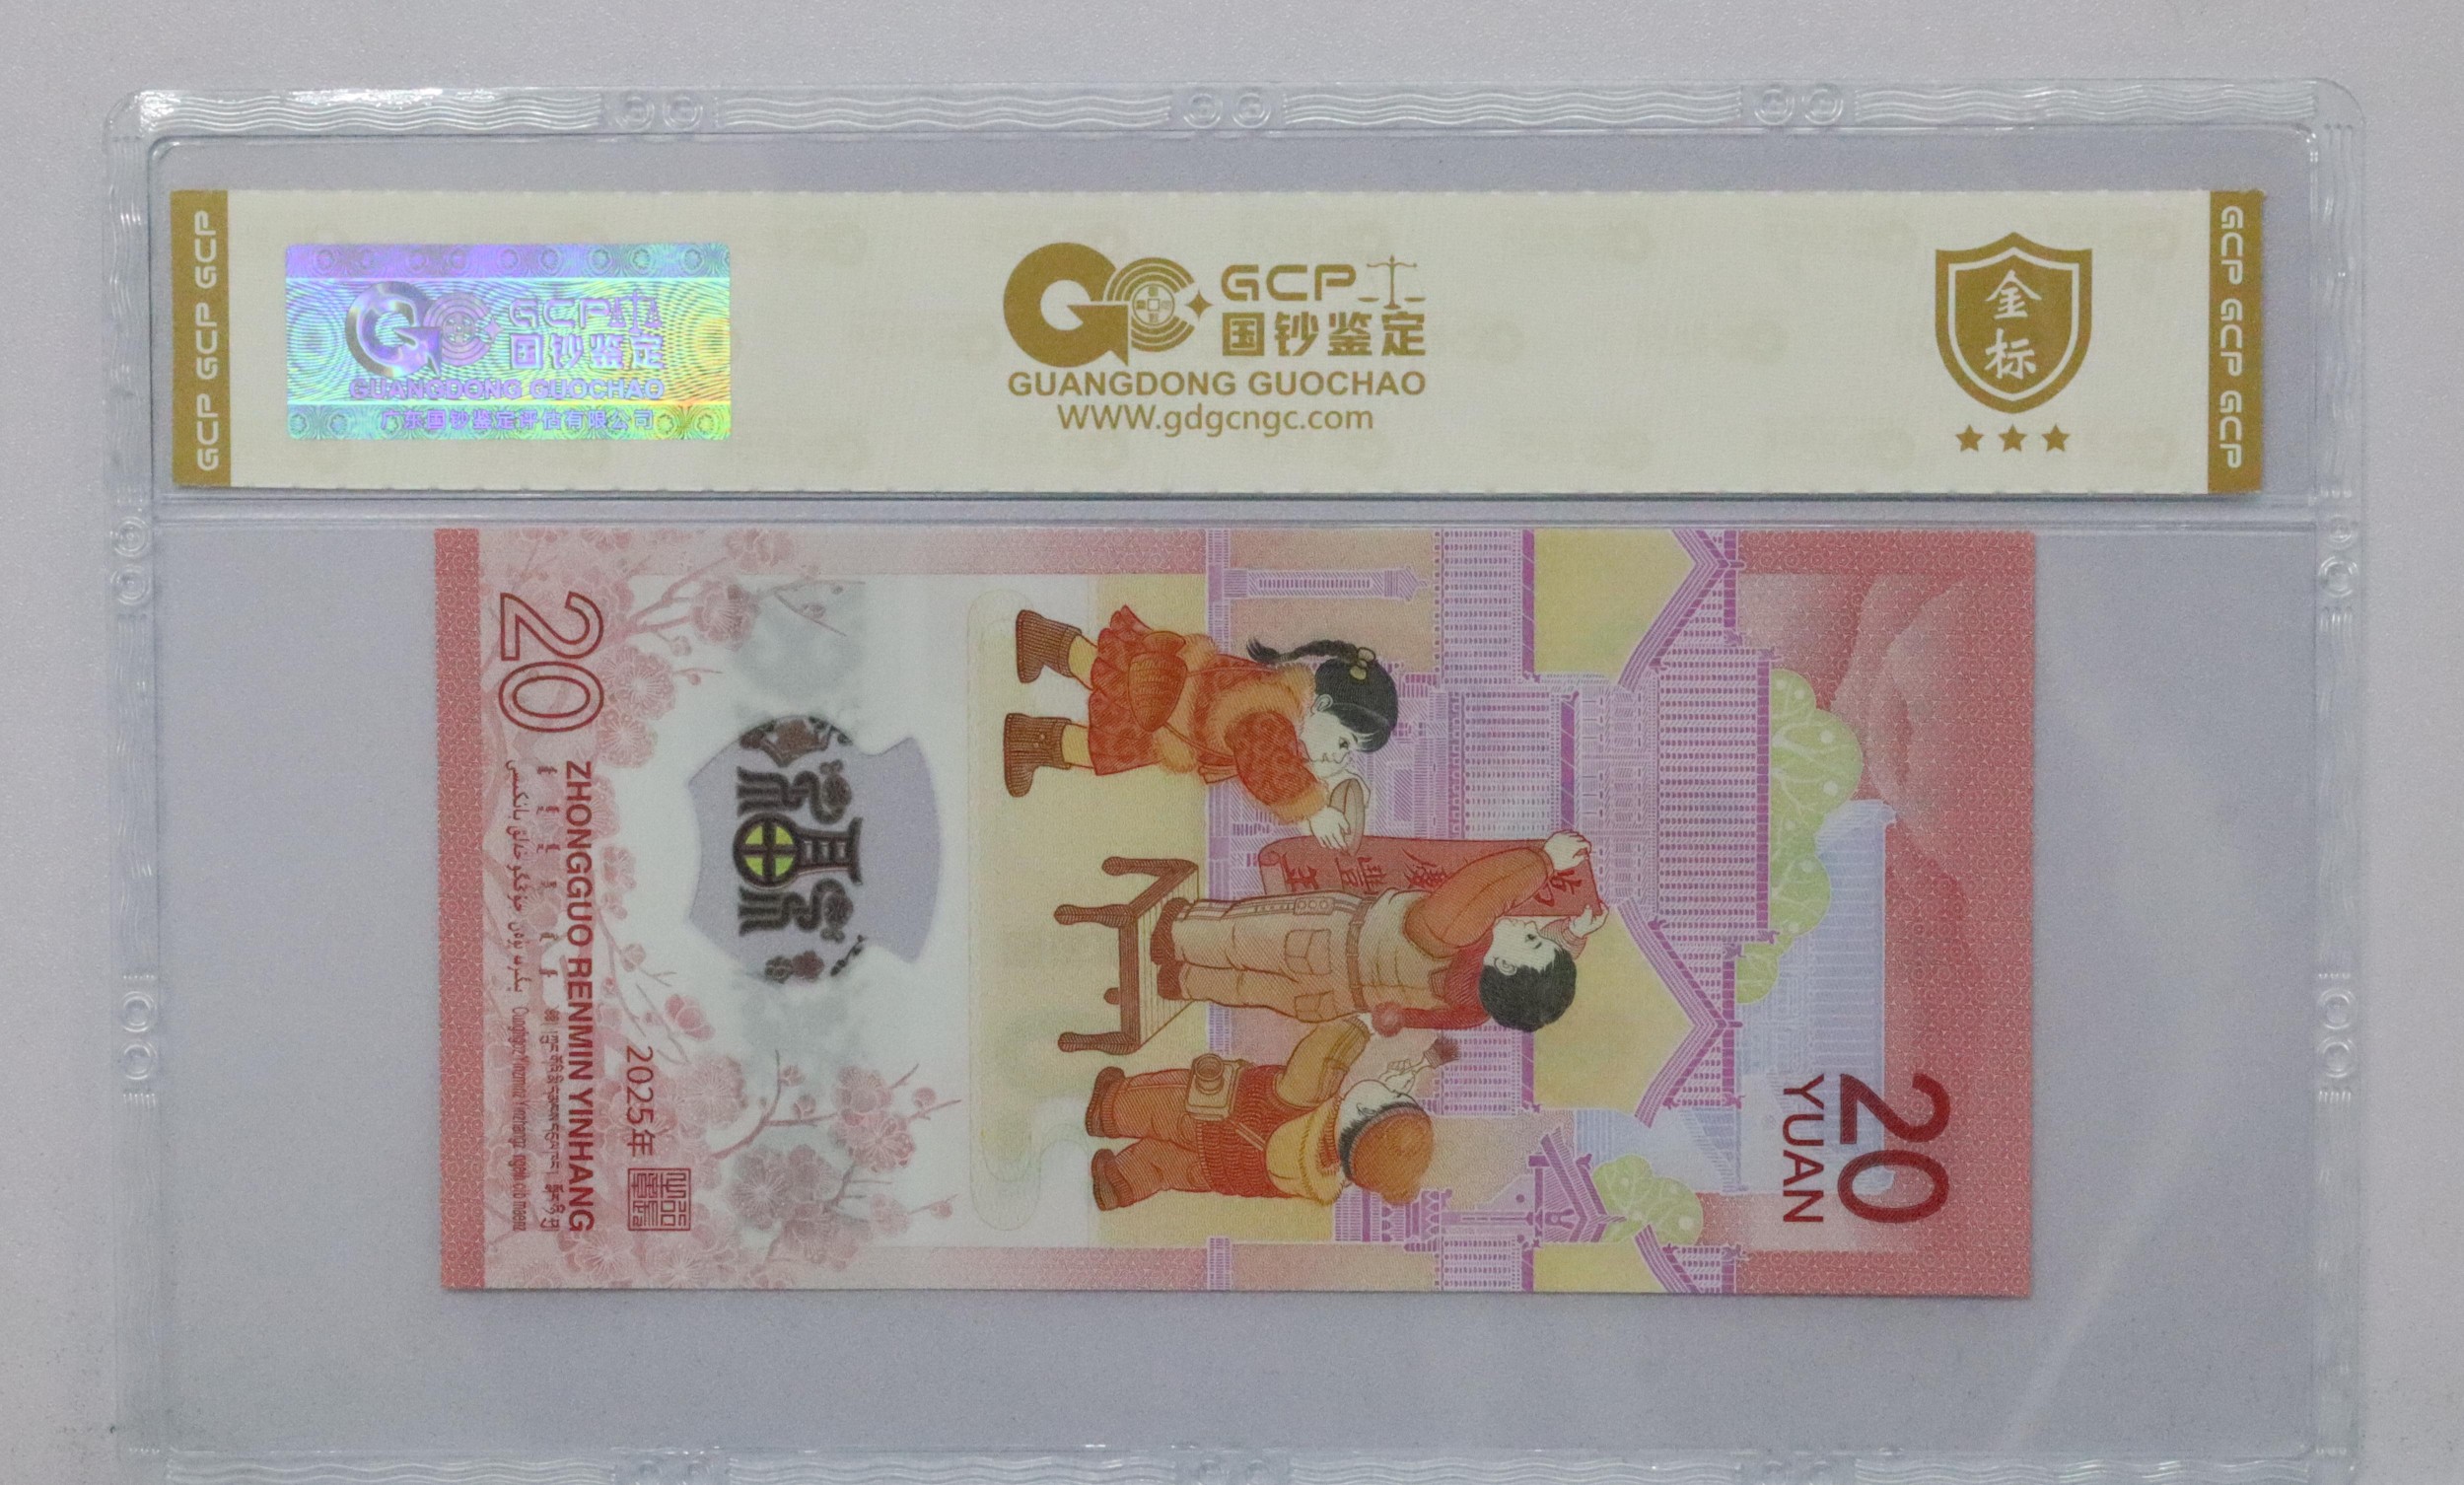 GCP GCP GCP
GCP 国钞鉴定
GUANGDONG GUOCHAO
广东国钞鉴定评估有限公司
GCP
国钞鉴定
GUANGDONG GUOCHAO
WWW.gdgcngc.com
金标
GCP GCP GCP
20
ZHONGGUO RENMIN YINHANG
2025年
20
YUAN